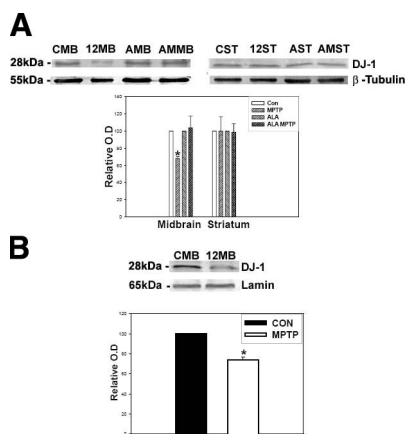 A
CMB 12MB AMB AMMB CST 12ST AST AMST
28kDa - DJ-1
55kDa - β-Tubulin
Con
MPTP
ALA
ALA MPTP
Relative O.D
140
120
100
80
60
40
20
0
Midbrain Striatum
*
B
CMB 12MB
28kDa - DJ-1
65kDa - Lamin
CON
MPTP
Relative O.D
120
100
80
60
40
20
0
*